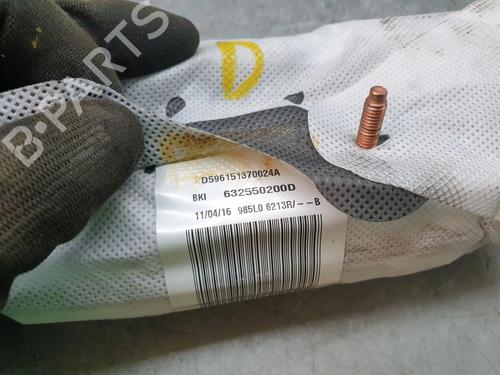 B-PARTS
D
D596151370024A
BKI 632550200D
11/04/16 985L0 6213R/--B